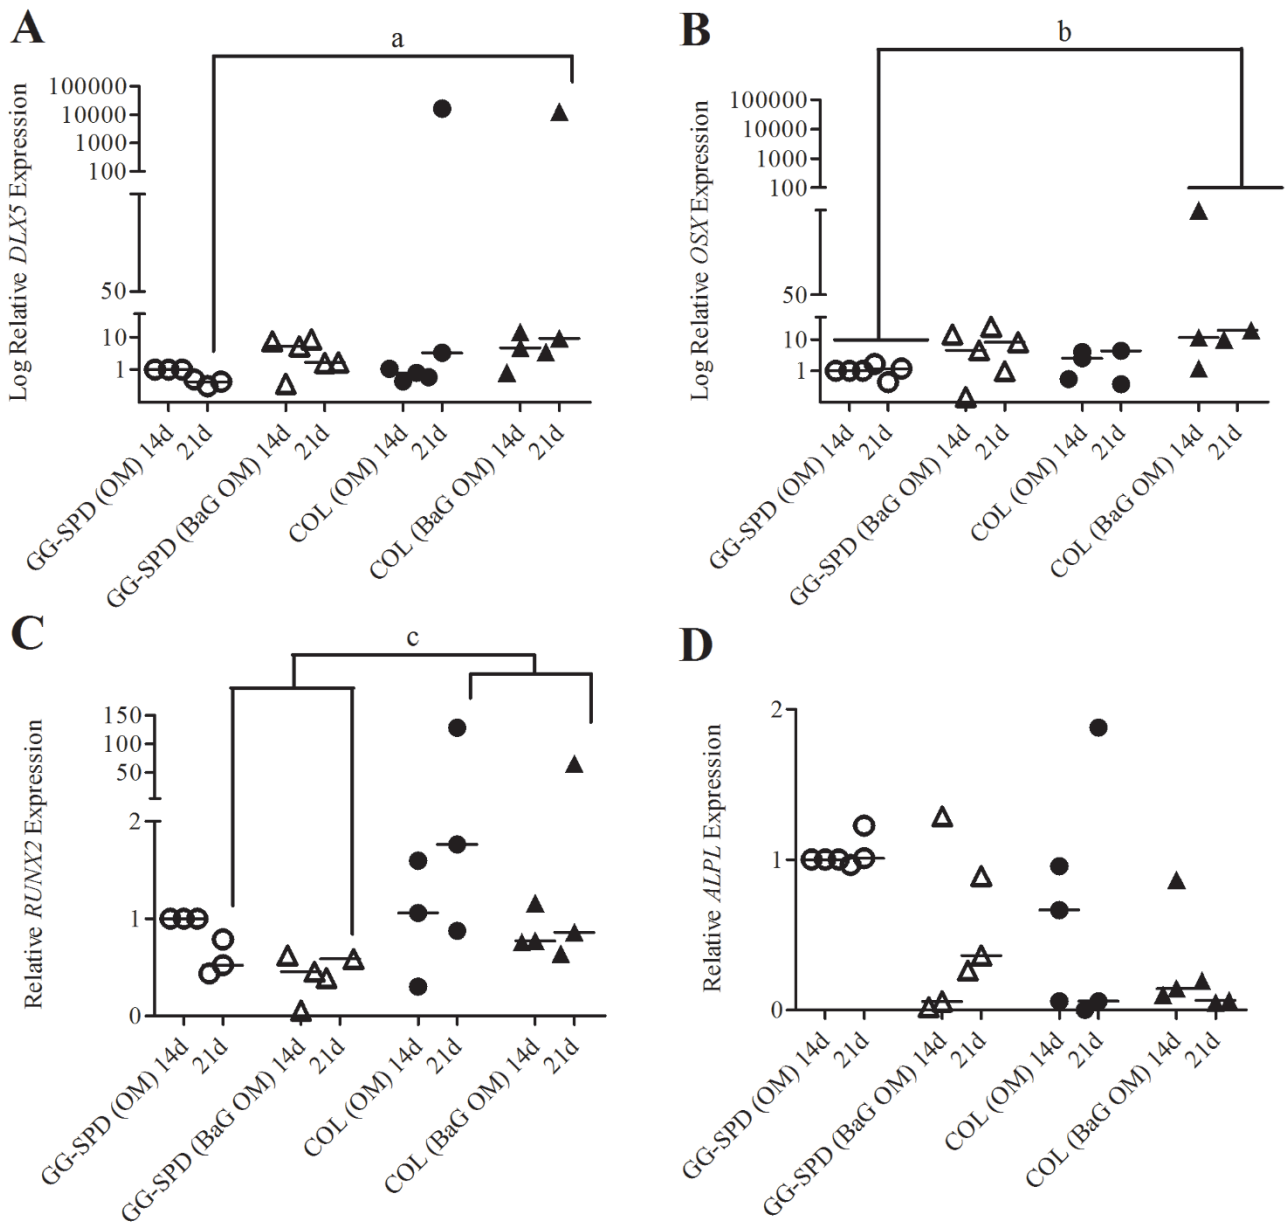 A
a
Log Relative DLX5 Expression
100000
10000
1000
100
50
10
1
GG-SPD (OM) 14d
21d
GG-SPD (BaG OM) 14d
21d
COL (OM) 14d
21d
COL (BaG OM) 14d
21d
B
b
Log Relative OSX Expression
100000
10000
1000
100
50
10
1
GG-SPD (OM) 14d
21d
GG-SPD (BaG OM) 14d
21d
COL (OM) 14d
21d
COL (BaG OM) 14d
21d
C
c
Relative RUNX2 Expression
150
100
50
2
1
0
GG-SPD (OM) 14d
21d
GG-SPD (BaG OM) 14d
21d
COL (OM) 14d
21d
COL (BaG OM) 14d
21d
D
Relative ALPL Expression
2
1
0
GG-SPD (OM) 14d
21d
GG-SPD (BaG OM) 14d
21d
COL (OM) 14d
21d
COL (BaG OM) 14d
21d